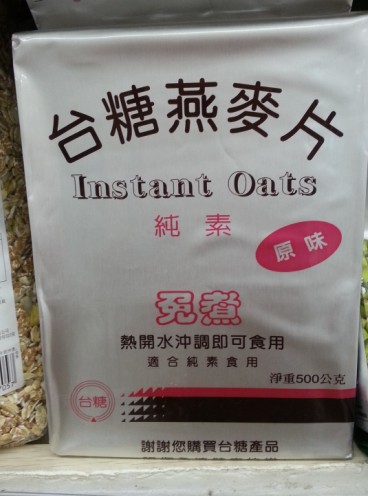 台糖燕麥片
Instant Oats
純素
原味
免煮
熱開水沖調即可食用
適合純素食用
淨重500公克
台糖
謝謝您購買台糖產品